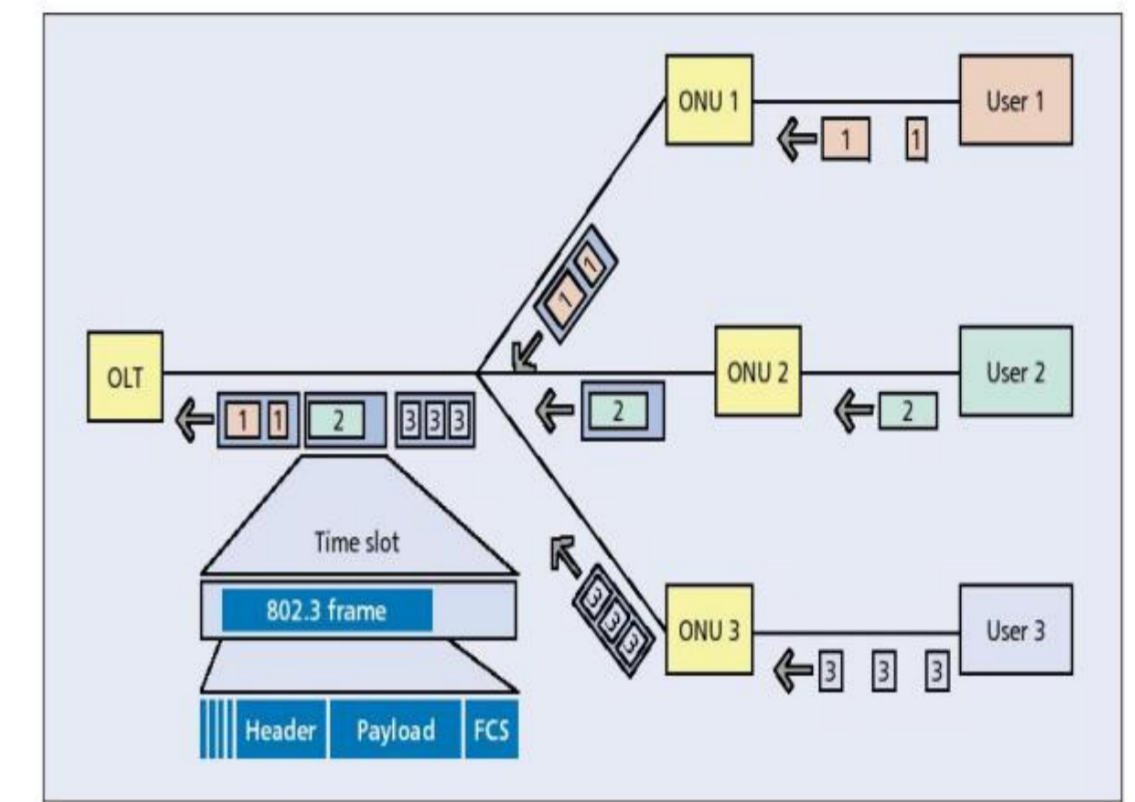 ONU 1
User 1
1
1
1
1
OLT
ONU 2
User 2
1
1
2
3
3
3
2
2
Time slot
802.3 frame
3
3
3
ONU 3
User 3
3
3
3
Header
Payload
FCS